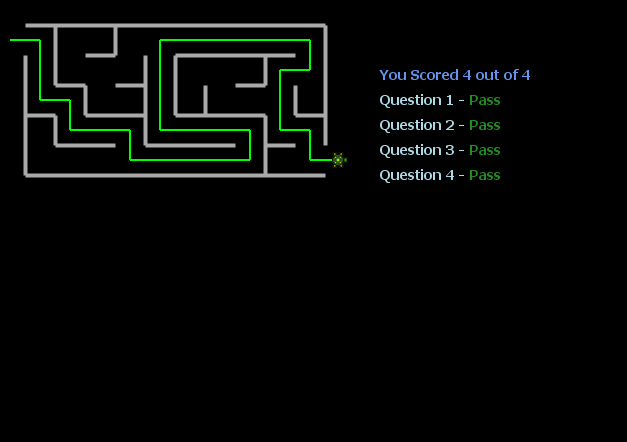 You Scored 4 out of 4
Question 1 - Pass
Question 2 - Pass
Question 3 - Pass
Question 4 - Pass